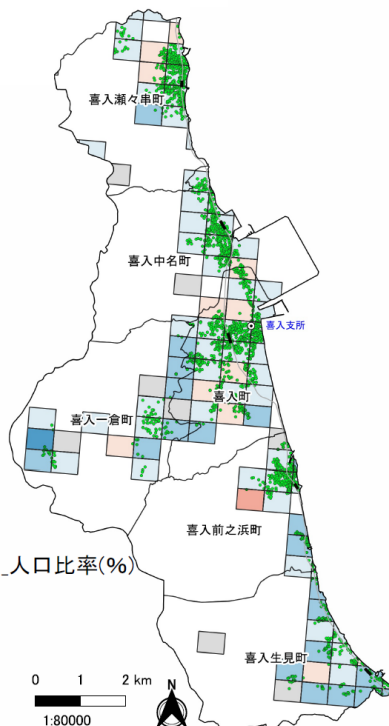 喜入瀬々串町
喜入中名町
喜入支所
喜入町
喜入一倉町
喜入前之浜町
_人口比率(%)
喜入生見町
0 1 2 km
N
1:80000